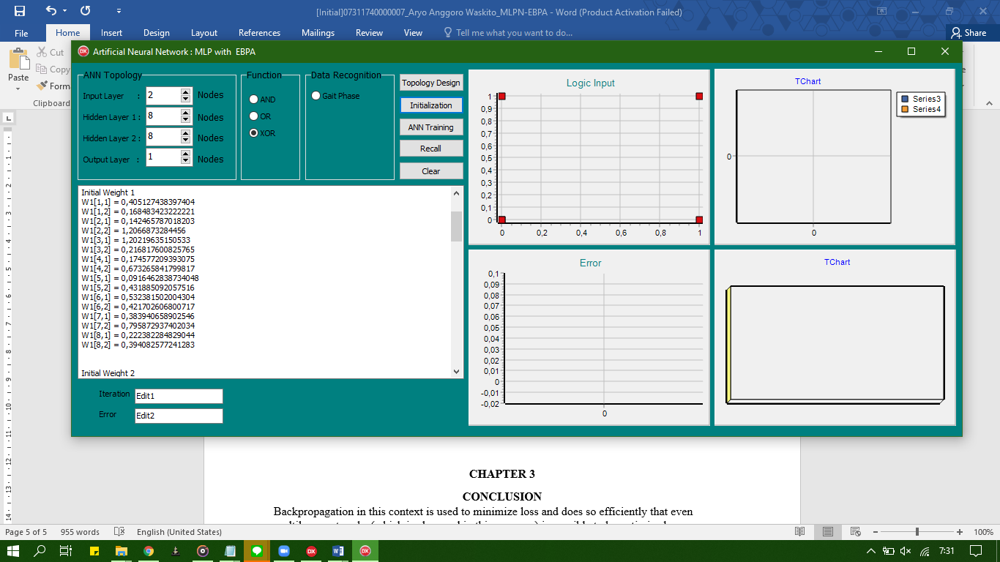 [Initial]07311740000007_Aryo Anggoro Waskito_MLPN-EBPA - Word (Product Activation Failed)
File Home Insert Design Layout References Mailings Review View Tell me what you want to do... Share
Paste
Cut
Copy
Clipboard
Artificial Neural Network : MLP with EBPA
ANN Topology
Input Layer : 2 Nodes
Hidden Layer 1 : 8 Nodes
Hidden Layer 2 : 8 Nodes
Output Layer : 1 Nodes
Function
AND
OR
XOR
Data Recognition
Gait Phase
Topology Design
Initialization
ANN Training
Recall
Clear
Initial Weight 1
W1[1,1] = 0,405127438397404
W1[1,2] = 0,168483423222221
W1[2,1] = 0,142465787018203
W1[2,2] = 1,2066873284456
W1[3,1] = 1,20219635150533
W1[3,2] = 0,216817600825765
W1[4,1] = 0,174577209393075
W1[4,2] = 0,673265841799817
W1[5,1] = 0,0916462838734048
W1[5,2] = 0,431885092057516
W1[6,1] = 0,532381502004304
W1[6,2] = 0,421702606800717
W1[7,1] = 0,383940658902546
W1[7,2] = 0,795872937402034
W1[8,1] = 0,222382284829044
W1[8,2] = 0,394082577241283
Initial Weight 2
Iteration Edit1
Error Edit2
Logic Input
1
0,9
0,8
0,7
0,6
0,5
0,4
0,3
0,2
0,1
0
0 0,2 0,4 0,6 0,8 1
TChart
Series3
Series4
0
0
Error
0,1
0,09
0,08
0,07
0,06
0,05
0,04
0,03
0,02
0,01
0
-0,01
-0,02
0
TChart
CHAPTER 3
CONCLUSION
Backpropagation in this context is used to minimize loss and does so efficiently that even
Page 5 of 5 955 words English (United States) 100%
7:31